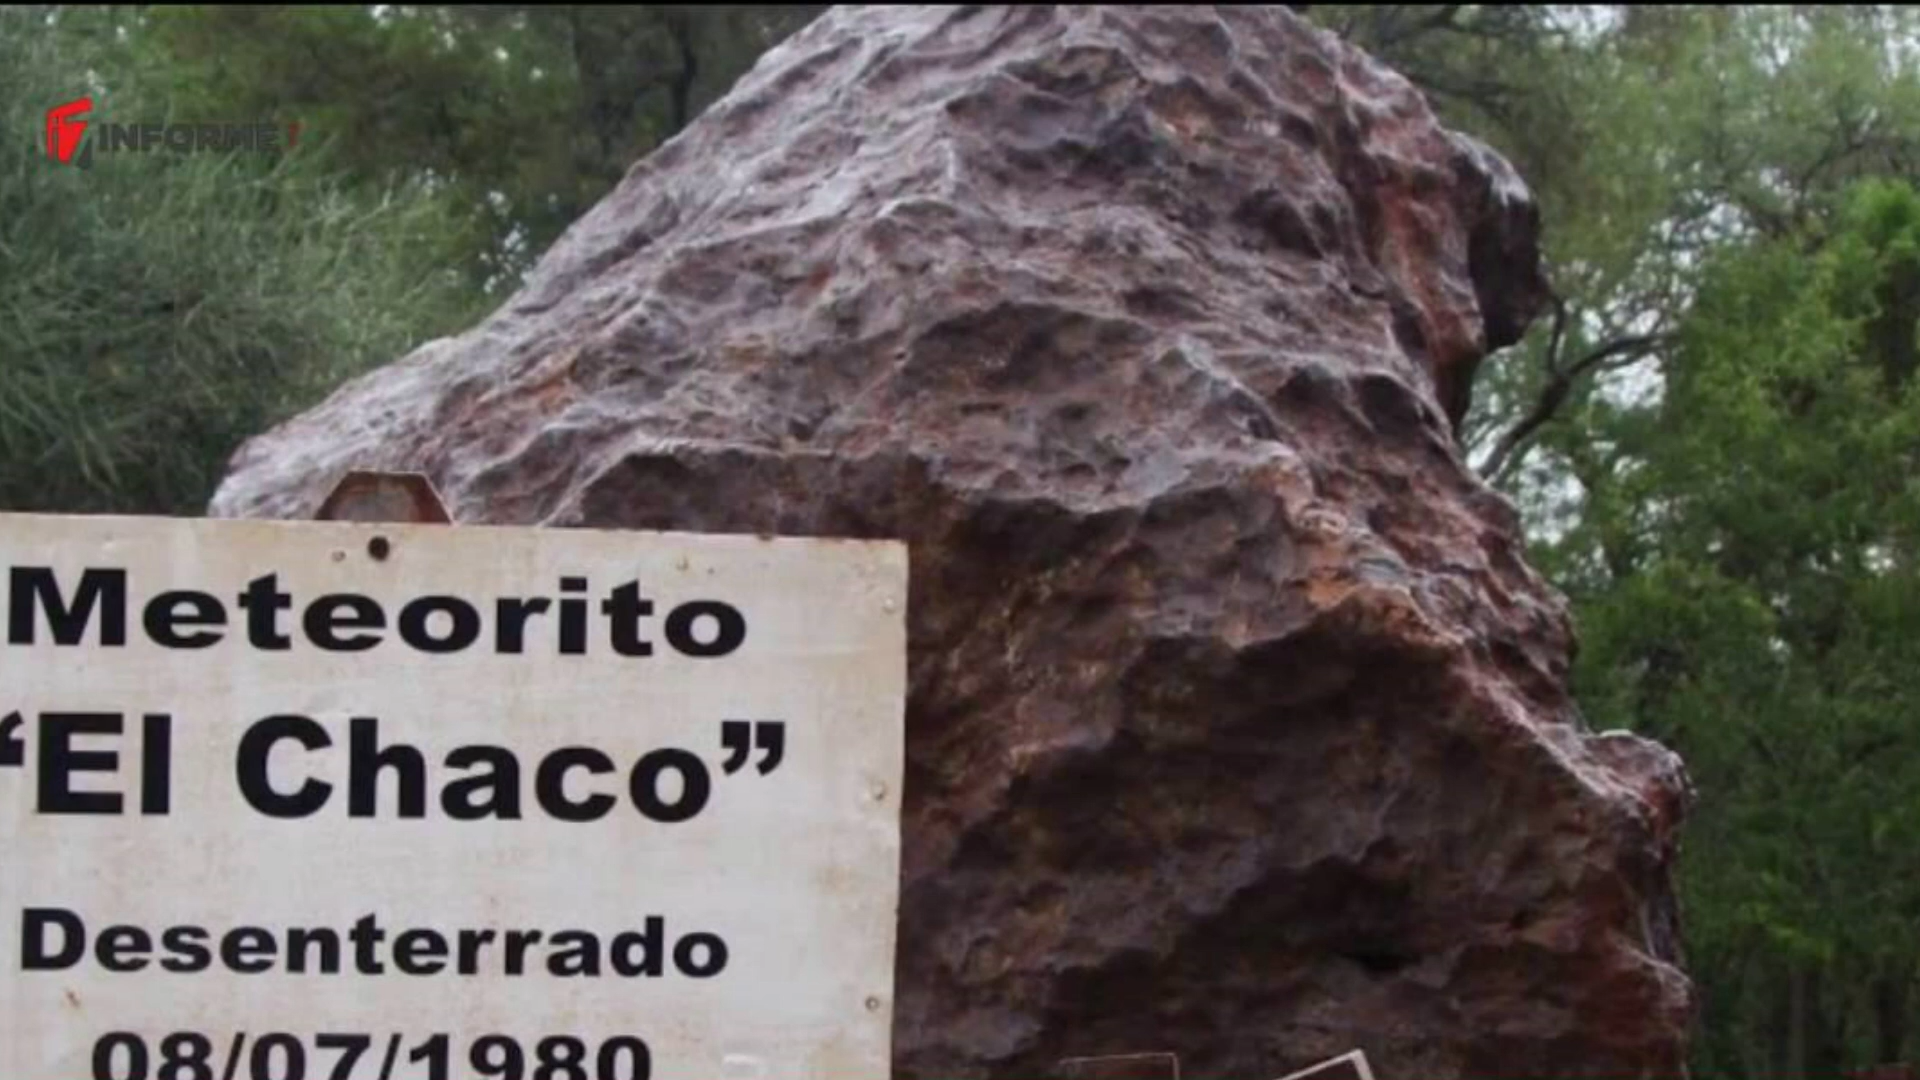 INFORME
Meteorito
“El Chaco”
Desenterrado
08/07/1980